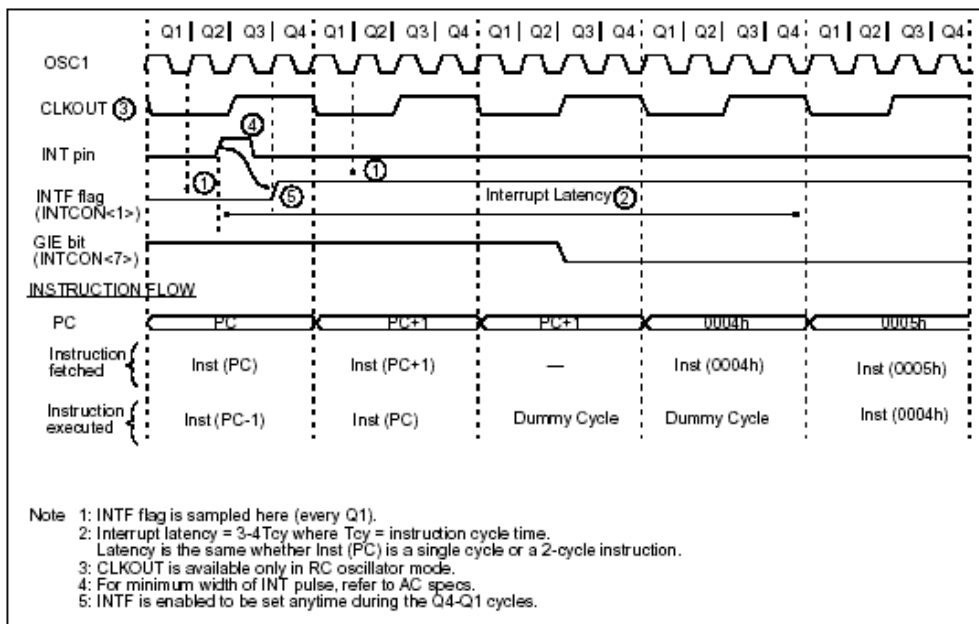 Q1 | Q2 | Q3 | Q4 Q1 | Q2 | Q3 | Q4 Q1 | Q2 | Q3 | Q4 Q1 | Q2 | Q3 | Q4 Q1 | Q2 | Q3 | Q4
OSC1
CLKOUT ③
④
INT pin
① ①
INTF flag ⑤ Interrupt Latency ②
(INTCON<1>)
GIE bit
(INTCON<7>)
INSTRUCTION FLOW
PC PC PC+1 PC+1 0004h 0005h
Instruction
fetched Inst (PC) Inst (PC+1) — Inst (0004h) Inst (0005h)
Instruction
executed Inst (PC-1) Inst (PC) Dummy Cycle Dummy Cycle Inst (0004h)
Note 1: INTF flag is sampled here (every Q1).
2: Interrupt latency = 3-4Tcy where Tcy = instruction cycle time.
Latency is the same whether Inst (PC) is a single cycle or a 2-cycle instruction.
3: CLKOUT is available only in RC oscillator mode.
4: For minimum width of INT pulse, refer to AC specs.
5: INTF is enabled to be set anytime during the Q4-Q1 cycles.